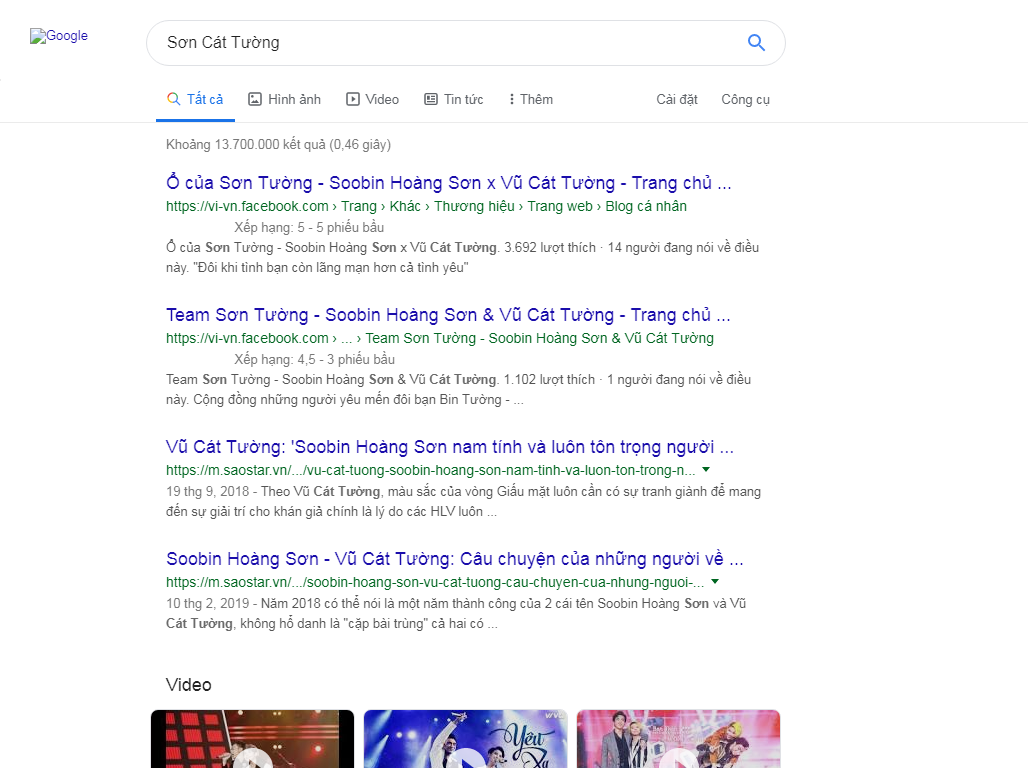 Google
Sơn Cát Tường
Tất cả Hình ảnh Video Tin tức Thêm Cài đặt Công cụ
Khoảng 13.700.000 kết quả (0,46 giây)
Ổ của Sơn Tường - Soobin Hoàng Sơn x Vũ Cát Tường - Trang chủ ...
https://vi-vn.facebook.com › Trang › Khác › Thương hiệu › Trang web › Blog cá nhân
Xếp hạng: 5 - 5 phiếu bầu
Ổ của Sơn Tường - Soobin Hoàng Sơn x Vũ Cát Tường. 3.692 lượt thích · 14 người đang nói về điều
này. "Đôi khi tình bạn còn lãng mạn hơn cả tình yêu"
Team Sơn Tường - Soobin Hoàng Sơn & Vũ Cát Tường - Trang chủ ...
https://vi-vn.facebook.com › ... › Team Sơn Tường - Soobin Hoàng Sơn & Vũ Cát Tường
Xếp hạng: 4,5 - 3 phiếu bầu
Team Sơn Tường - Soobin Hoàng Sơn & Vũ Cát Tường. 1.102 lượt thích · 1 người đang nói về điều
này. Cộng đồng những người yêu mến đôi bạn Bin Tưởng - ...
Vũ Cát Tường: 'Soobin Hoàng Sơn nam tính và luôn tôn trọng người ...
https://m.saostar.vn/.../vu-cat-tuong-soobin-hoang-son-nam-tinh-va-luon-ton-trong-n...
19 thg 9, 2018 - Theo Vũ Cát Tường, màu sắc của vòng Giấu mặt luôn cần có sự tranh giành để mang
đến sự giải trí cho khán giả chính là lý do các HLV luôn ...
Soobin Hoàng Sơn - Vũ Cát Tường: Câu chuyện của những người về ...
https://m.saostar.vn/.../soobin-hoang-son-vu-cat-tuong-cau-chuyen-cua-nhung-nguoi-...
10 thg 2, 2019 - Năm 2018 có thể nói là một năm thành công của 2 cái tên Soobin Hoàng Sơn và Vũ
Cát Tường, không hổ danh là "cặp bài trùng" cả hai có ...
Video
Yêu
Xa